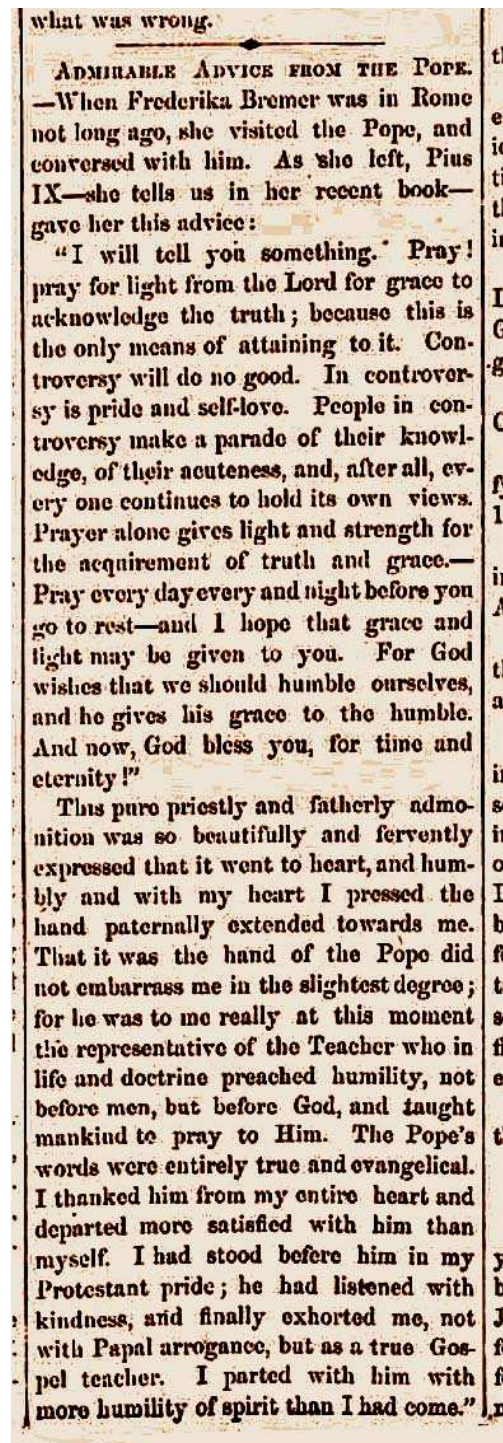 what was wrong.
ADMIRABLE ADVICE FROM THE POPE.
—When Frederika Bremer was in Rome
not long ago, she visited the Pope, and
conversed with him. As she left, Pius
IX—she tells us in her recent book—
gave her this advice:
"I will tell you something. Pray!
pray for light from the Lord for grace to
acknowledge the truth; because this is
the only means of attaining to it. Con-
troversy will do no good. In controver-
sy is pride and self-love. People in con-
troversy make a parade of their knowl-
edge, of their acuteness, and, after all, ev-
ery one continues to hold its own views.
Prayer alone gives light and strength for
the acquirement of truth and grace.—
Pray every day every and night before you
go to rest—and I hope that grace and
light may be given to you. For God
wishes that we should humble ourselves,
and he gives his grace to the humble.
And now, God bless you, for time and
eternity!"
This pure priestly and fatherly admo-
nition was so beautifully and fervently
expressed that it went to heart, and hum-
bly and with my heart I pressed the
hand paternally extended towards me.
That it was the hand of the Pope did
not embarrass me in the slightest degree;
for he was to me really at this moment
the representative of the Teacher who in
life and doctrine preached humility, not
before men, but before God, and taught
mankind to pray to Him. The Pope's
words were entirely true and evangelical.
I thanked him from my entire heart and
departed more satisfied with him than
myself. I had stood before him in my
Protestant pride; he had listened with
kindness, and finally exhorted me, not
with Papal arrogance, but as a true Gos-
pel teacher. I parted with him with
more humility of spirit than I had come."